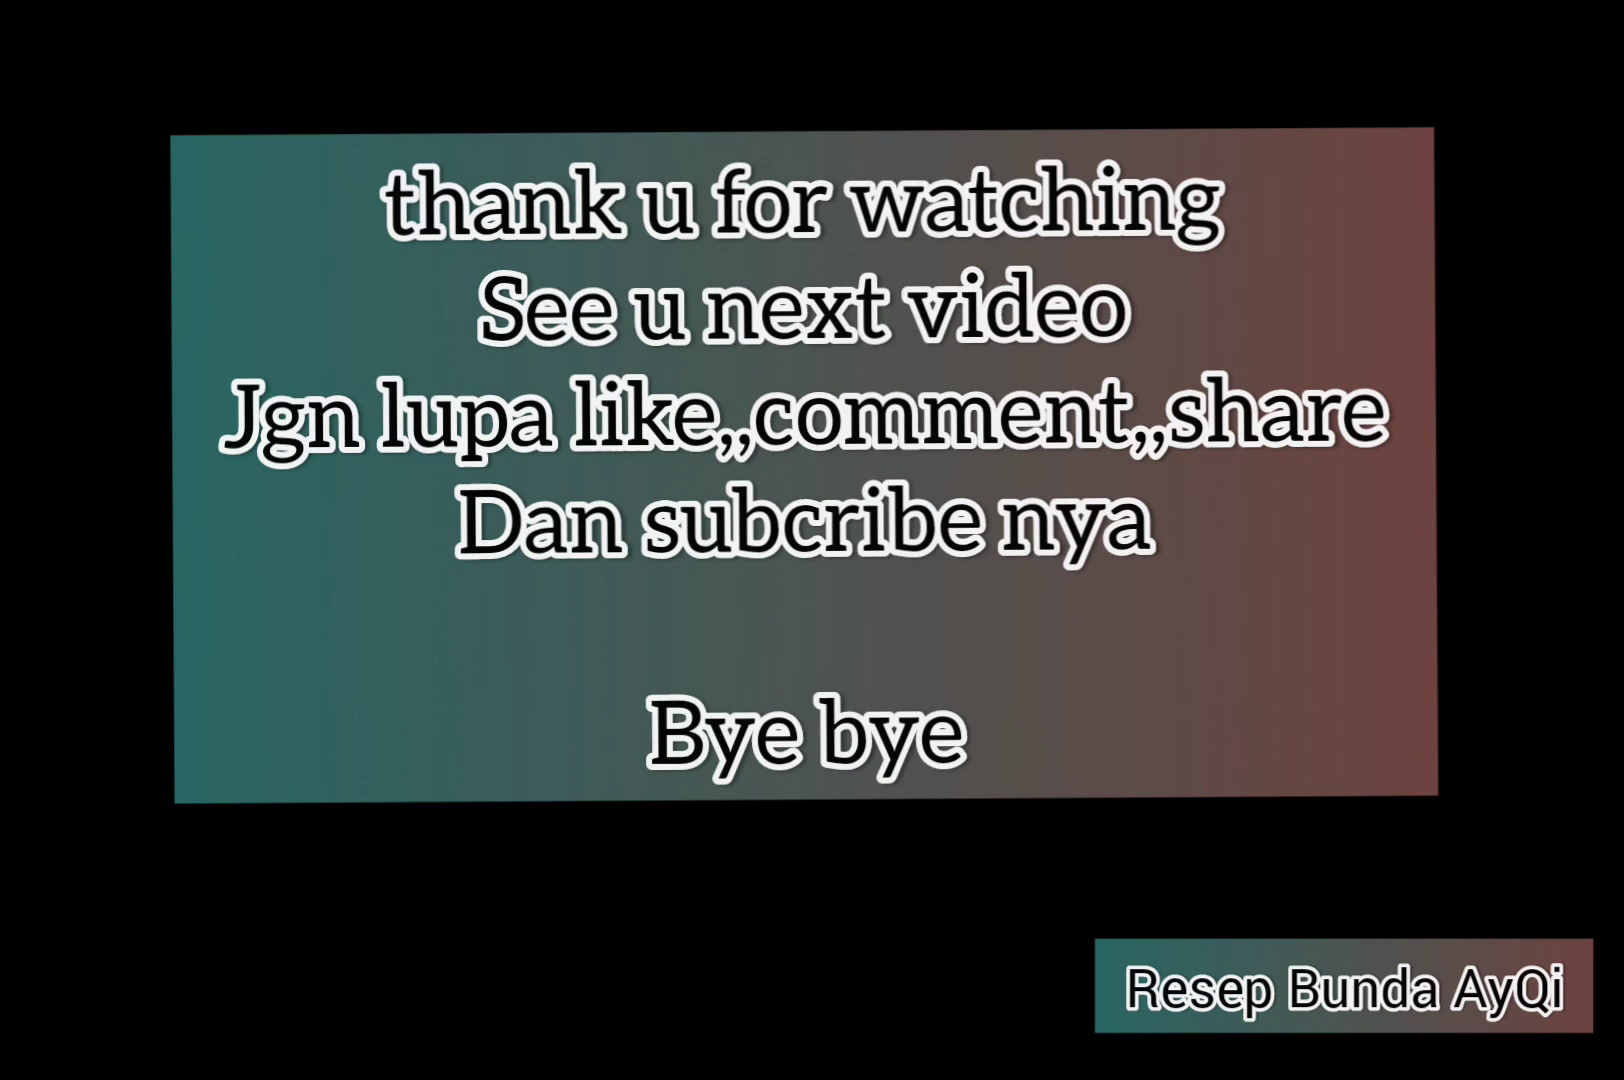 thank u for watching
See u next video
Jgn lupa like,,comment,,share
Dan subcribe nya
Bye bye
Resep Bunda AyQi